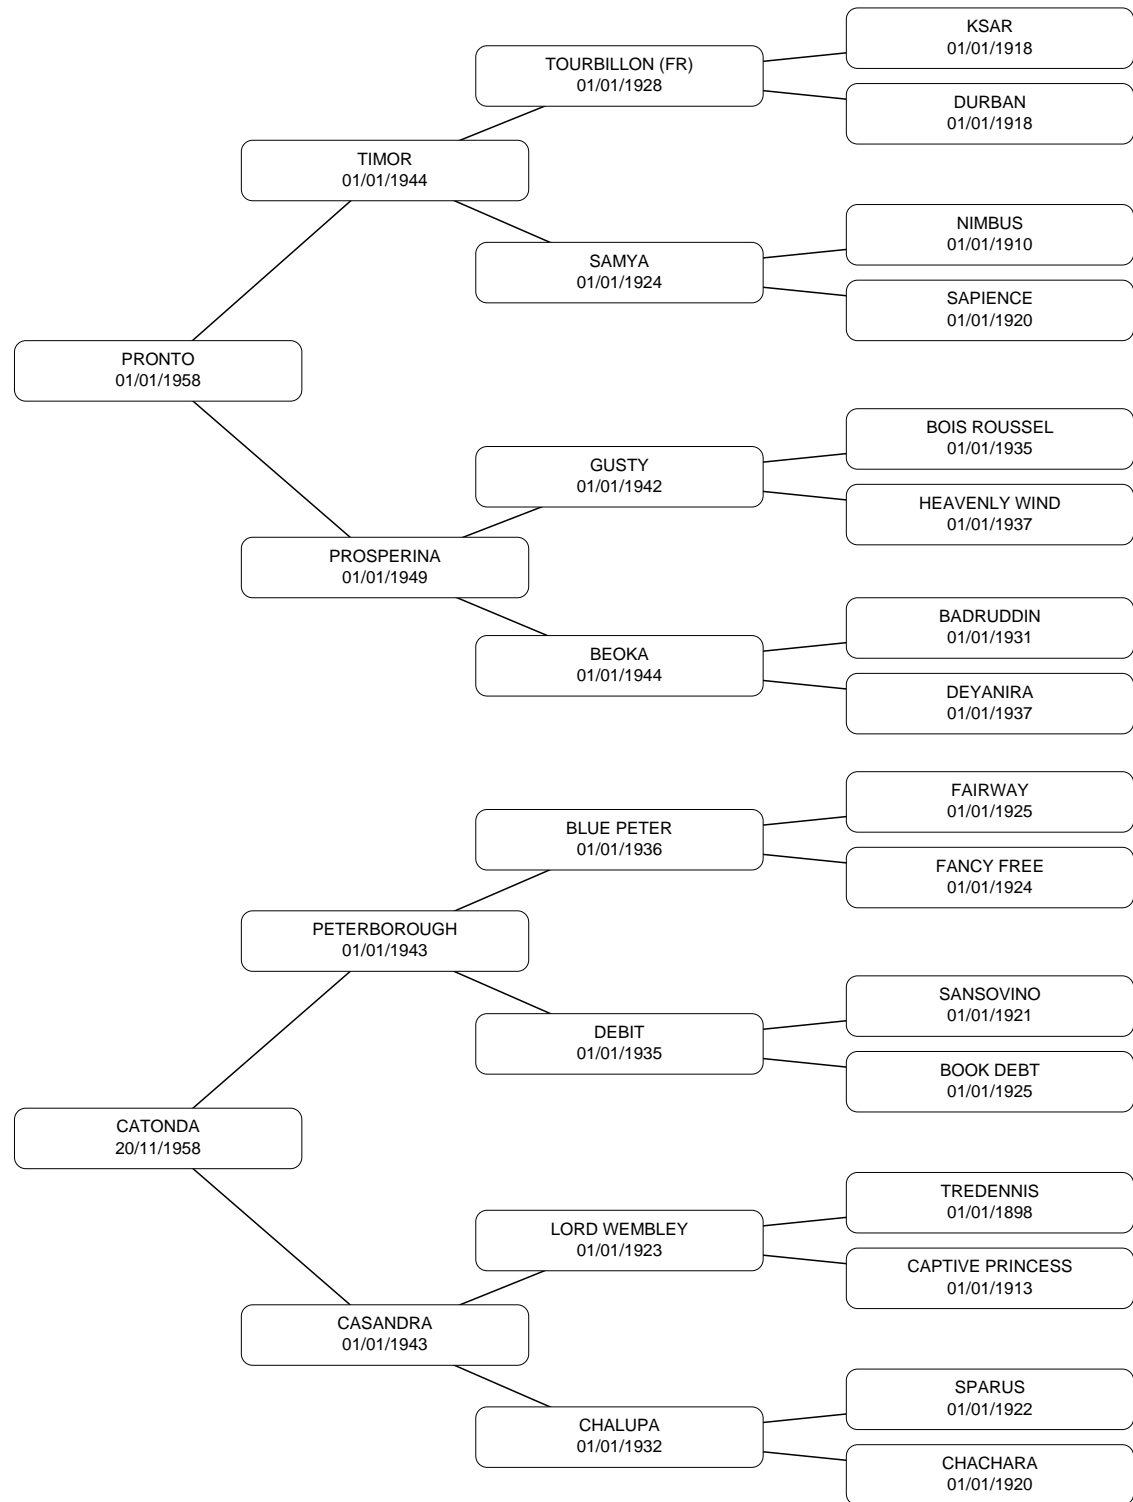 KSAR
01/01/1918
TOURBILLON (FR)
01/01/1928
DURBAN
01/01/1918
TIMOR
01/01/1944
NIMBUS
01/01/1910
SAMYA
01/01/1924
SAPIENCE
01/01/1920
PRONTO
01/01/1958
BOIS ROUSSEL
01/01/1935
GUSTY
01/01/1942
HEAVENLY WIND
01/01/1937
PROSPERINA
01/01/1949
BADRUDDIN
01/01/1931
BEOKA
01/01/1944
DEYANIRA
01/01/1937
FAIRWAY
01/01/1925
BLUE PETER
01/01/1936
FANCY FREE
01/01/1924
PETERBOROUGH
01/01/1943
SANSOVINO
01/01/1921
DEBIT
01/01/1935
BOOK DEBT
01/01/1925
CATONDA
20/11/1958
TREDENNIS
01/01/1898
LORD WEMBLEY
01/01/1923
CAPTIVE PRINCESS
01/01/1913
CASANDRA
01/01/1943
SPARUS
01/01/1922
CHALUPA
01/01/1932
CHACHARA
01/01/1920